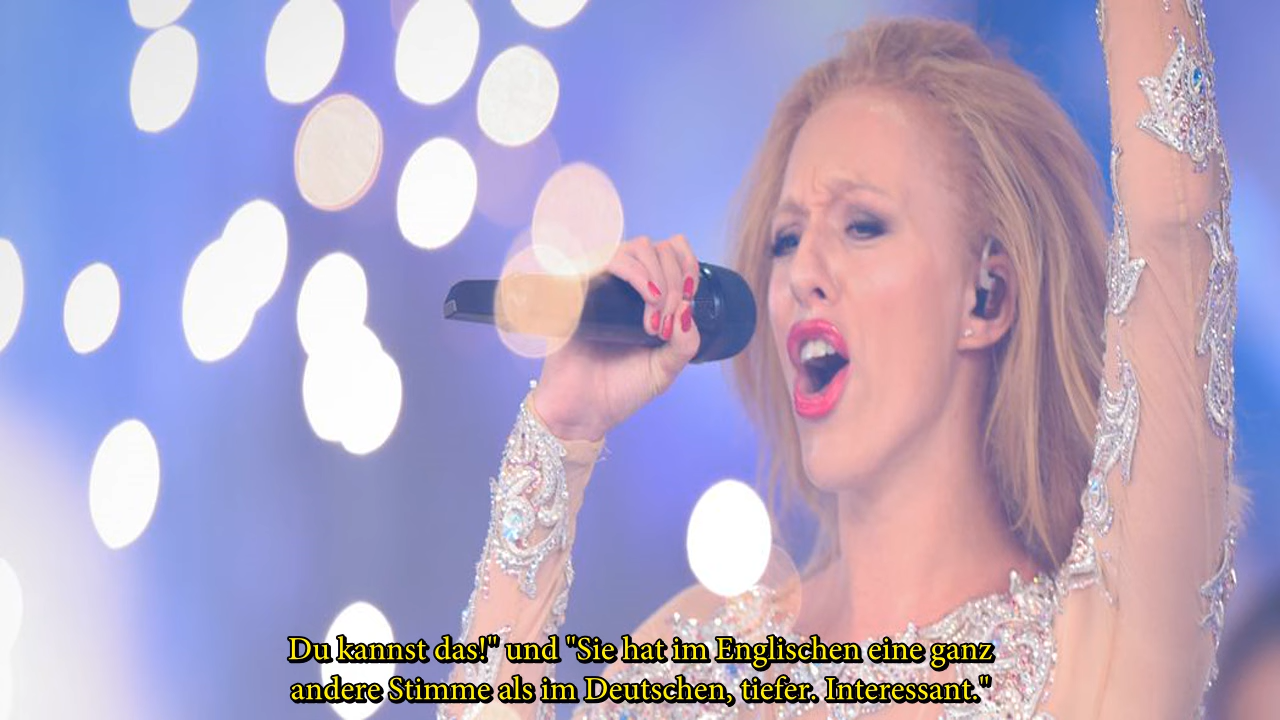 Du kannst das!" und "Sie hat im Englischen eine ganz
andere Stimme als im Deutschen, tiefer. Interessant."